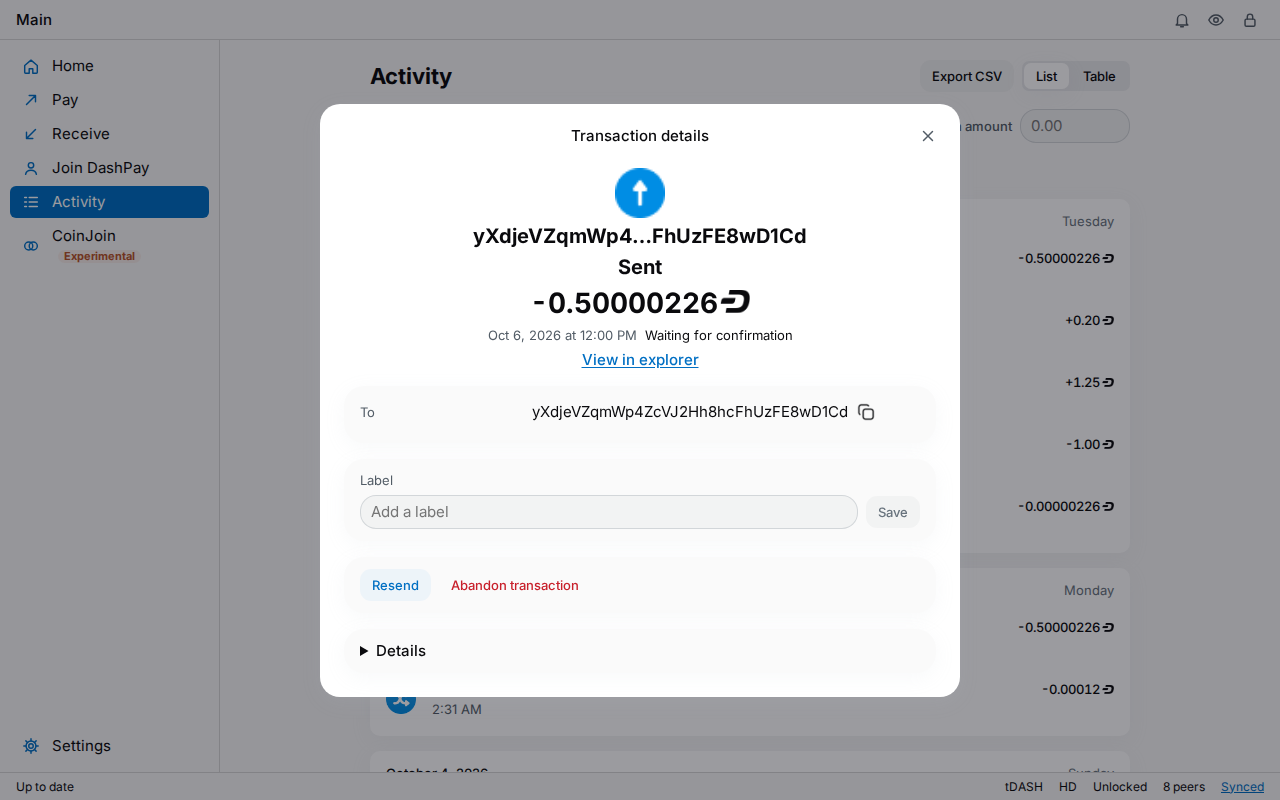 Main
Home
Pay
Receive
Join DashPay
Activity
CoinJoin
Experimental
Settings
Activity
Export CSV
List
Table
amount
0.00
Tuesday
-0.50000226
+0.20
+1.25
-1.00
-0.00000226
Monday
-0.50000226
-0.00012
2:31 AM
October 4, 2026
Sunday
Transaction details
yXdjeVZqmWp4...FhUzFE8wD1Cd
Sent
-0.50000226
Oct 6, 2026 at 12:00 PM Waiting for confirmation
View in explorer
To yXdjeVZqmWp4ZcVJ2Hh8hcFhUzFE8wD1Cd
Label
Add a label Save
Resend Abandon transaction
Details
Up to date
tDASH HD Unlocked 8 peers Synced